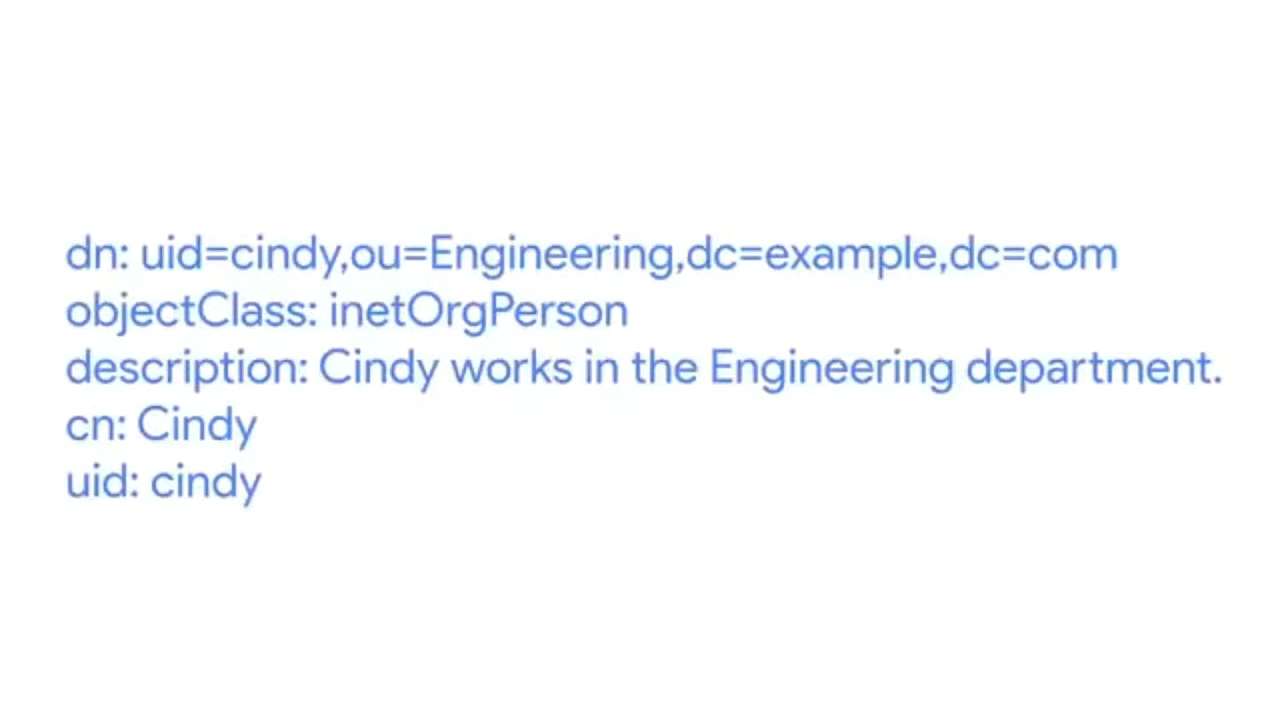 dn: uid=cindy,ou=Engineering,dc=example,dc=com
objectClass: inetOrgPerson
description: Cindy works in the Engineering department.
cn: Cindy
uid: cindy